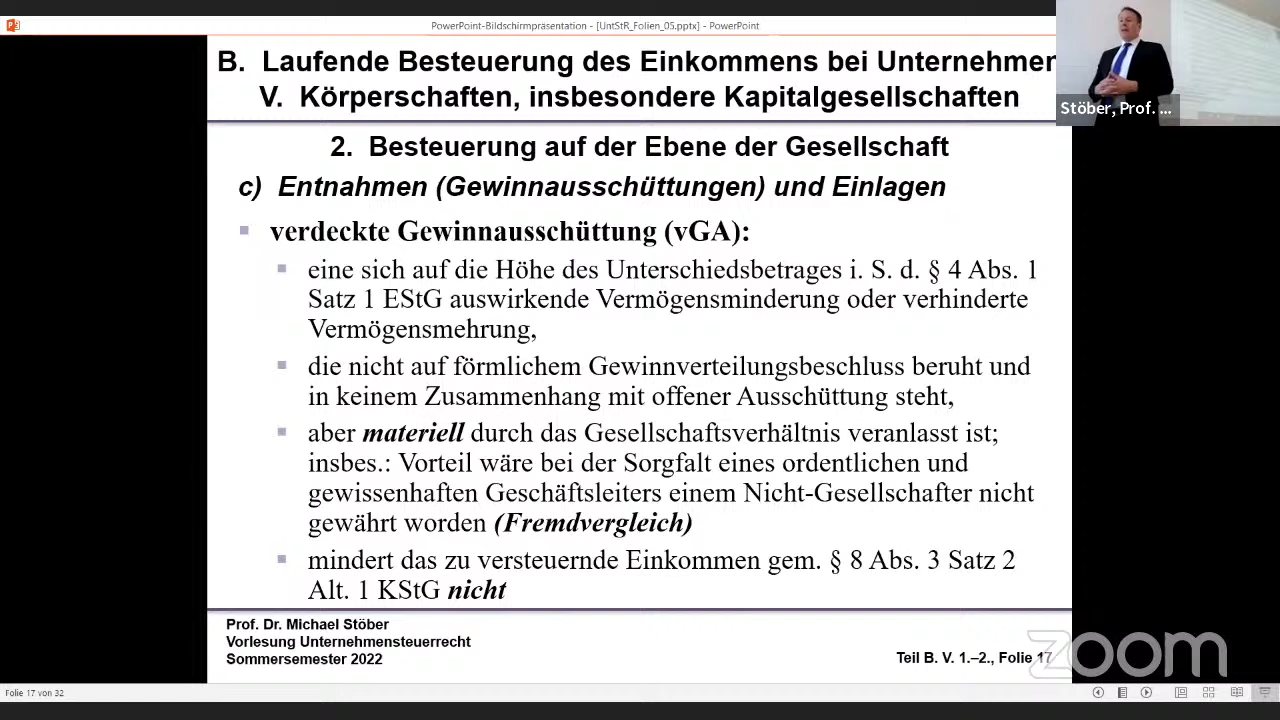 PowerPoint-Bildschirmpräsentation - [UntStR_Folien_05.pptx] - PowerPoint
B. Laufende Besteuerung des Einkommens bei Unternehmen
V. Körperschaften, insbesondere Kapitalgesellschaften
Stöber, Prof. ...
2. Besteuerung auf der Ebene der Gesellschaft
c) Entnahmen (Gewinnausschüttungen) und Einlagen
verdeckte Gewinnausschüttung (vGA):
eine sich auf die Höhe des Unterschiedsbetrages i. S. d. § 4 Abs. 1
Satz 1 EStG auswirkende Vermögensminderung oder verhinderte
Vermögensmehrung,
die nicht auf förmlichem Gewinnverteilungsbeschluss beruht und
in keinem Zusammenhang mit offener Ausschüttung steht,
aber materiell durch das Gesellschaftsverhältnis veranlasst ist;
insbes.: Vorteil wäre bei der Sorgfalt eines ordentlichen und
gewissenhaften Geschäftsleiters einem Nicht-Gesellschafter nicht
gewährt worden (Fremdvergleich)
mindert das zu versteuernde Einkommen gem. § 8 Abs. 3 Satz 2
Alt. 1 KStG nicht
Prof. Dr. Michael Stöber
Vorlesung Unternehmensteuerrecht
Sommersemester 2022
Teil B. V. 1.–2., Folie 17
zoom
Folie 17 von 32